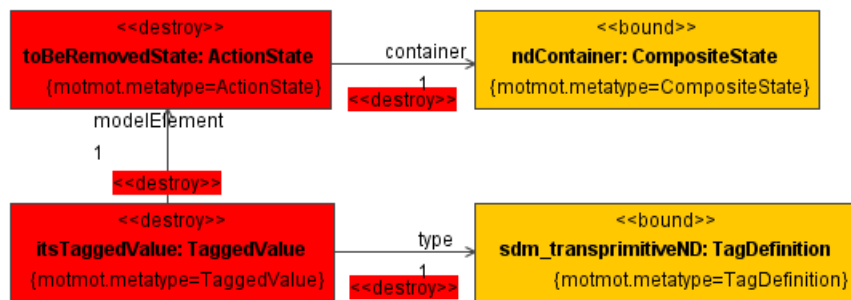 <<destroy>>
toBeRemovedState: ActionState
{motmot.metatype=ActionState}
container
1
<<destroy>>
<<bound>>
ndContainer: CompositeState
{motmot.metatype=CompositeState}
modelElement
1
<<destroy>>
<<destroy>>
itsTaggedValue: TaggedValue
{motmot.metatype=TaggedValue}
type
1
<<destroy>>
<<bound>>
sdm_transprimitiveND: TagDefinition
{motmot.metatype=TagDefinition}